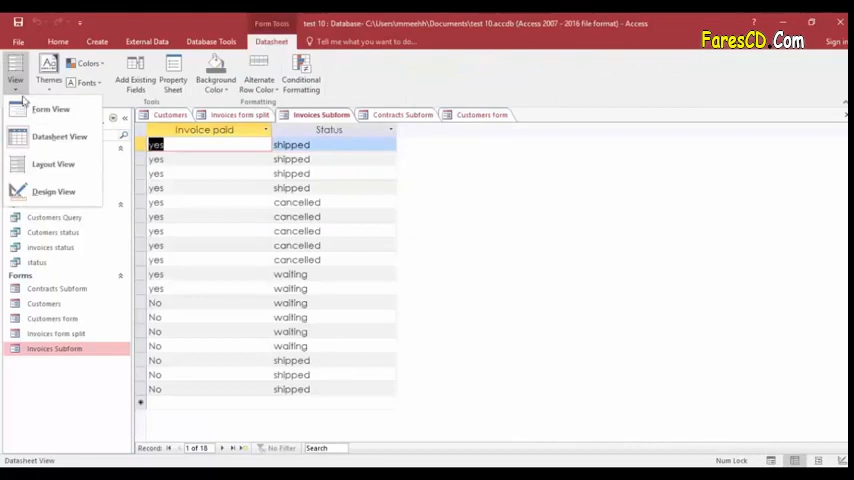 Form Tools
test 10 : Database- C:\Users\mmeehh\Documents\test 10.accdb (Access 2007 - 2016 file format) - Access
Sign in
File Home Create External Data Database Tools Datasheet Tell me what you want to do
FaresCD.Com
View
Themes
Colors
Fonts
Add Existing Fields
Property Sheet
Background Color
Alternate Row Color
Conditional Formatting
Tools
Formatting
Form View
Datasheet View
Layout View
Design View
Customers Query
Cutomers status
invoices status
status
Forms
Contracts Subform
Customers
Customers form
Invoices form split
Invoices Subform
Customers Invoices form split Invoices Subform Contracts Subform Customers form
Invoice paid Status
yes shipped
yes shipped
yes shipped
yes shipped
yes cancelled
yes cancelled
yes cancelled
yes cancelled
yes cancelled
yes waiting
yes waiting
No waiting
No waiting
No waiting
No waiting
No shipped
No shipped
No shipped
Record: 1 of 18 No Filter Search
Datasheet View
Num Lock